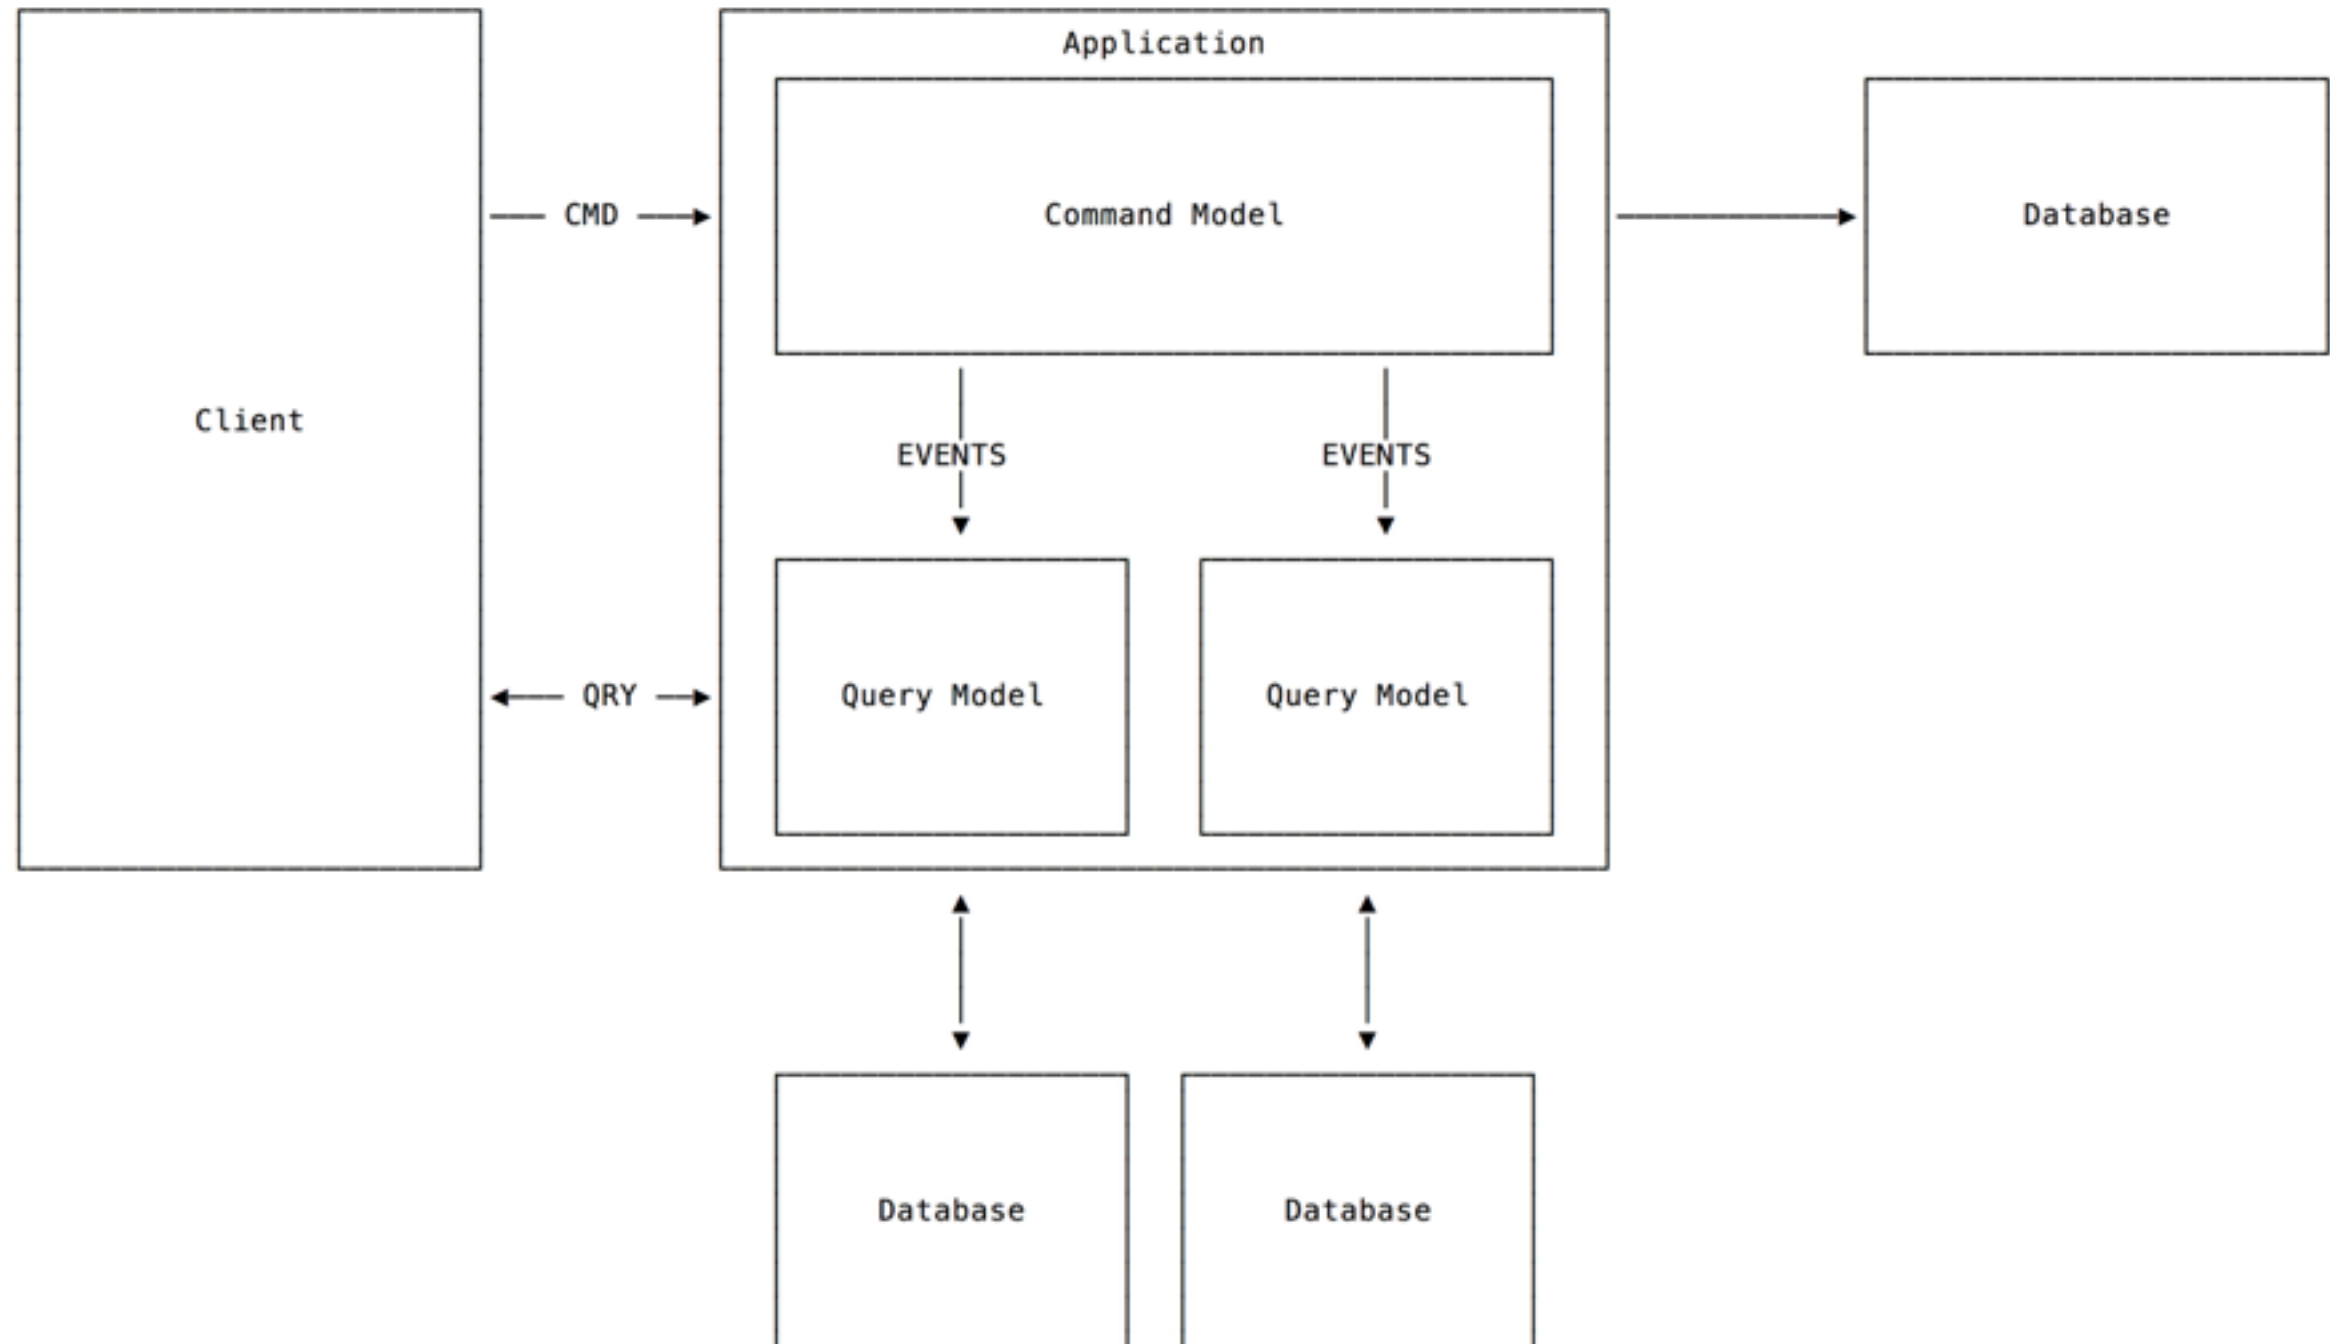 Application
CMD
Command Model
Database
Client
EVENTS
EVENTS
QRY
Query Model
Query Model
Database
Database